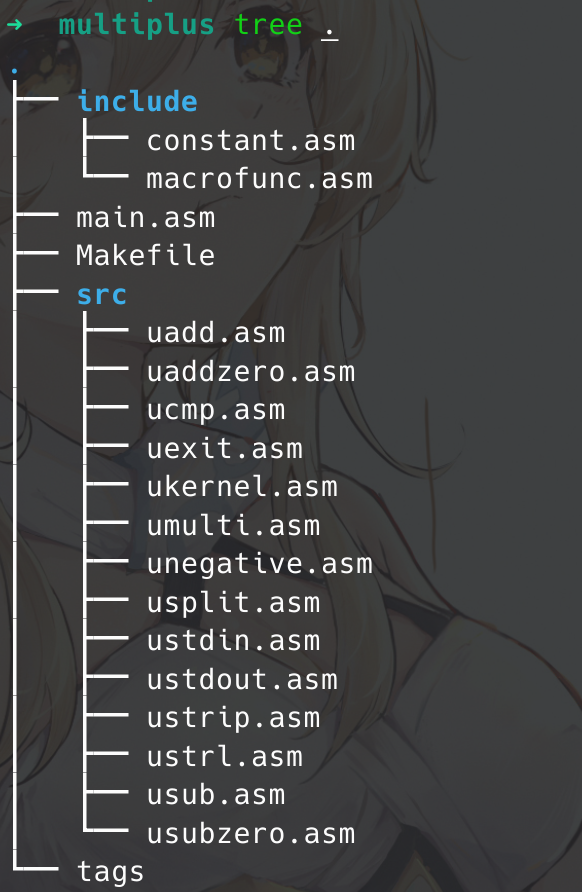 ➜  multiplus tree .
.
├── include
│   ├── constant.asm
│   └── macrofunc.asm
├── main.asm
├── Makefile
├── src
│   ├── uadd.asm
│   ├── uaddzero.asm
│   ├── ucmp.asm
│   ├── uexit.asm
│   ├── ukernel.asm
│   ├── umulti.asm
│   ├── unegative.asm
│   ├── usplit.asm
│   ├── ustdin.asm
│   ├── ustdout.asm
│   ├── ustrip.asm
│   ├── ustrl.asm
│   ├── usub.asm
│   └── usubzero.asm
└── tags